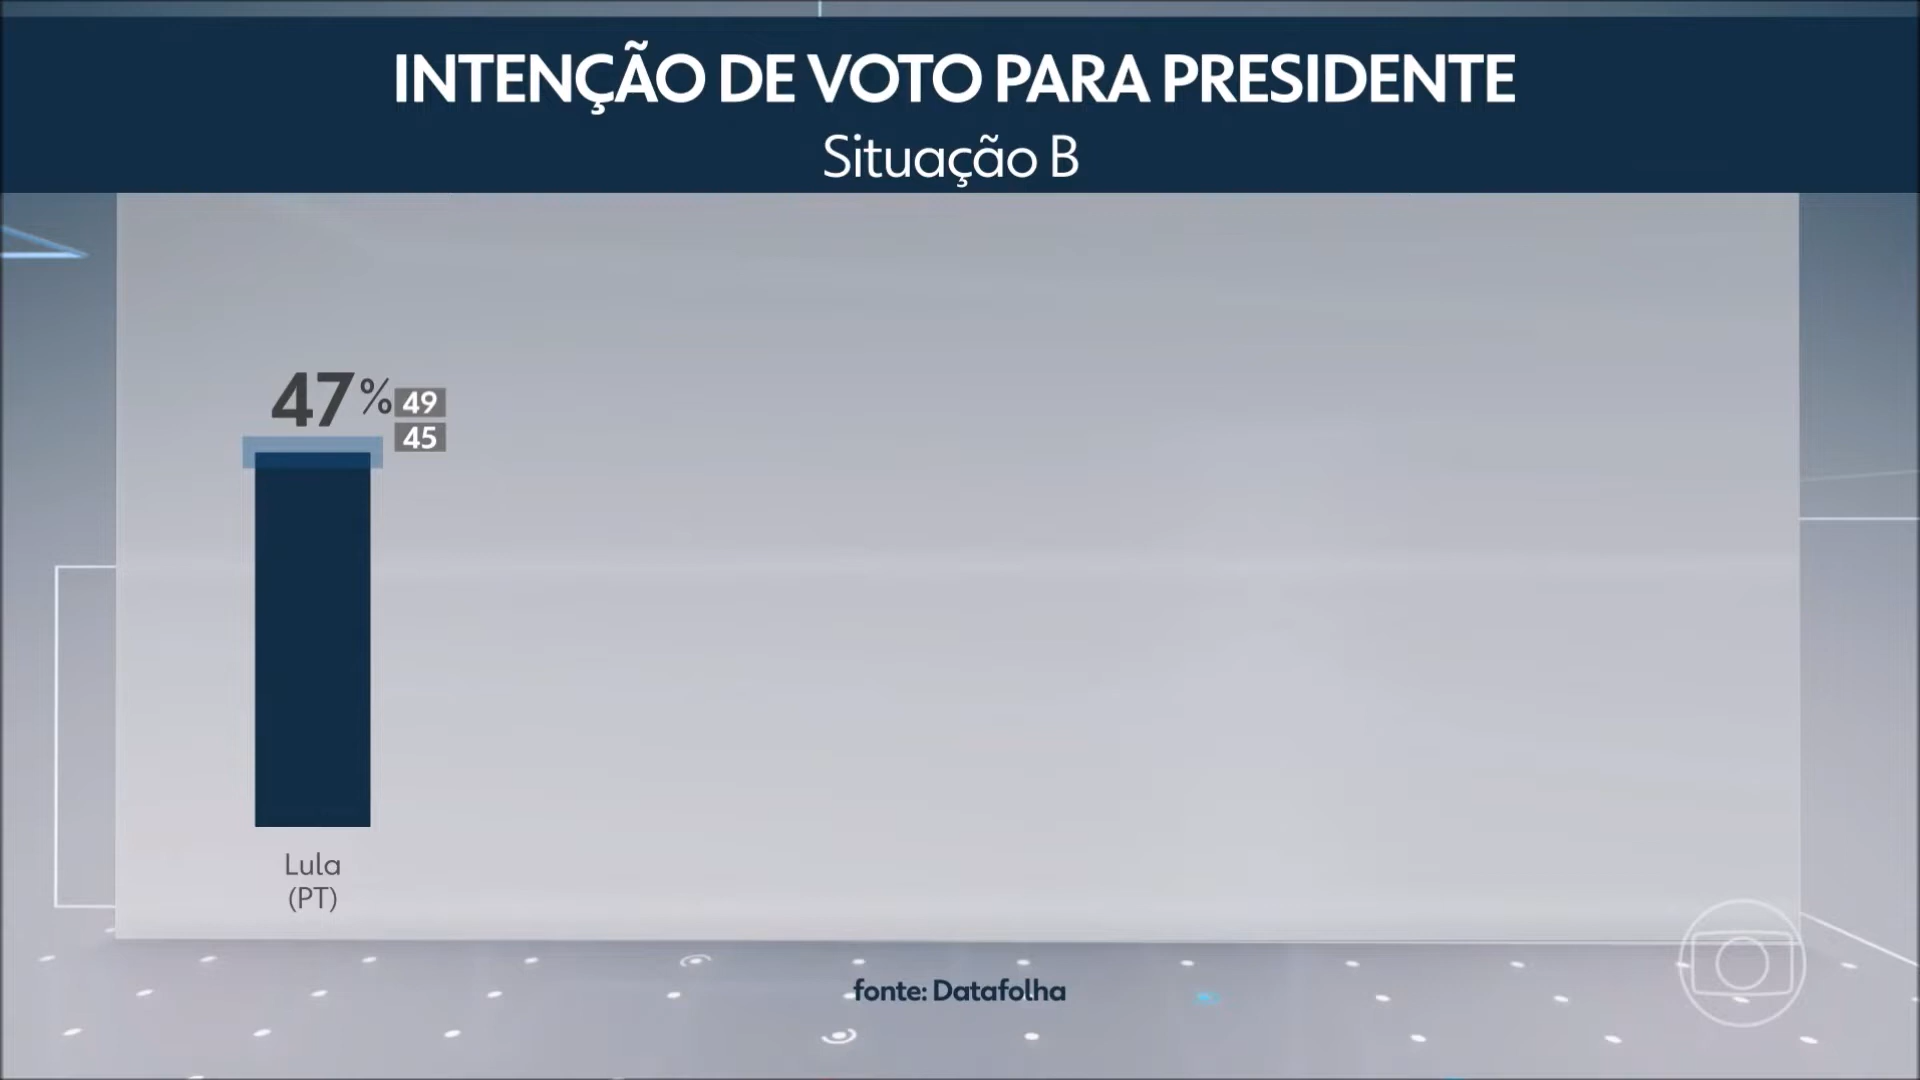 INTENÇÃO DE VOTO PARA PRESIDENTE
Situação B
47% 49
45
Lula
(PT)
fonte: Datafolha